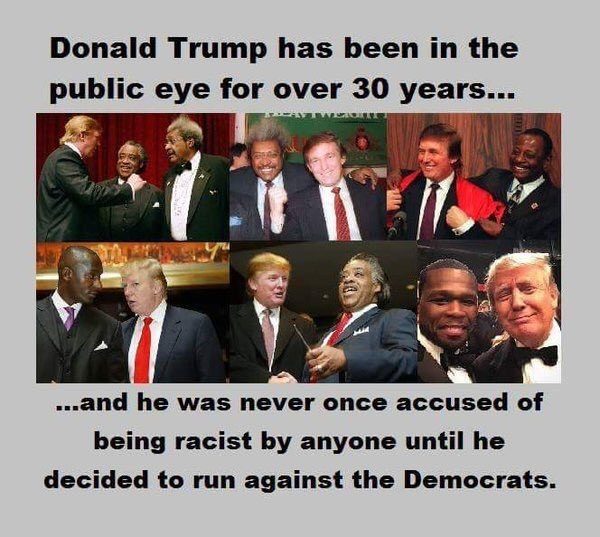 Donald Trump has been in the
public eye for over 30 years...
...and he was never once accused of
being racist by anyone until he
decided to run against the Democrats.